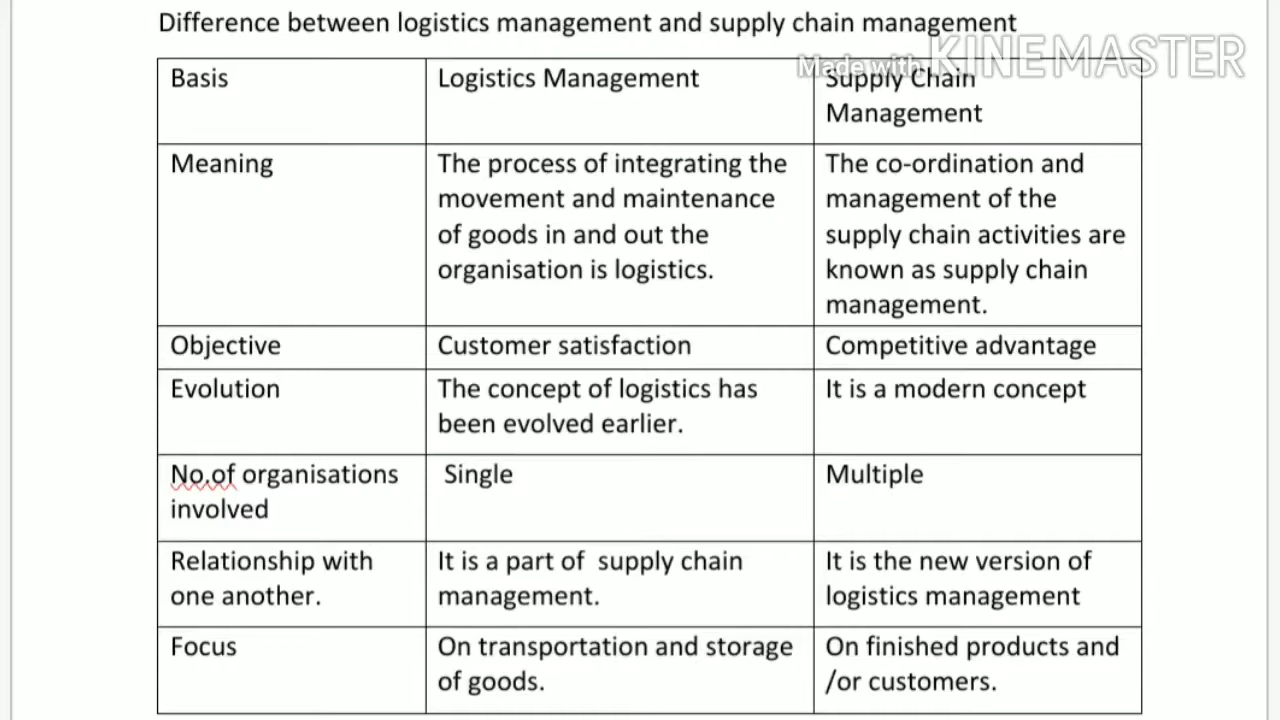 Difference between logistics management and supply chain management
Made with KINEMASTER
Basis
Logistics Management
Supply Chain
Management
Meaning
The process of integrating the
movement and maintenance
of goods in and out the
organisation is logistics.
The co-ordination and
management of the
supply chain activities are
known as supply chain
management.
Objective
Customer satisfaction
Competitive advantage
Evolution
The concept of logistics has
been evolved earlier.
It is a modern concept
No.of organisations
involved
Single
Multiple
Relationship with
one another.
It is a part of  supply chain
management.
It is the new version of
logistics management
Focus
On transportation and storage
of goods.
On finished products and
/or customers.